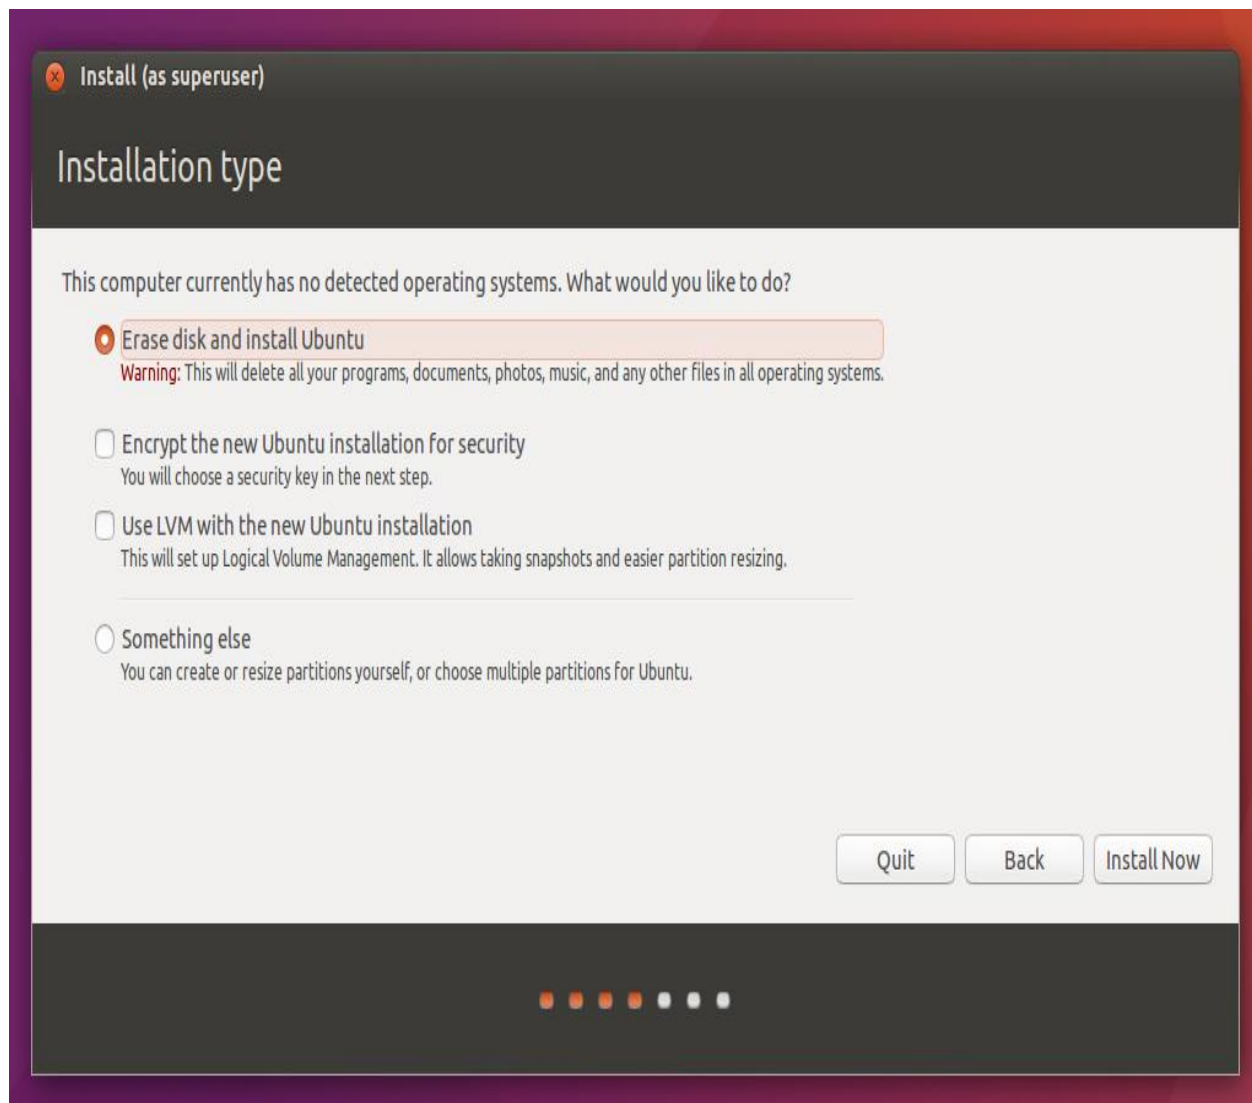 Install (as superuser)
Installation type
This computer currently has no detected operating systems. What would you like to do?
Erase disk and install Ubuntu
Warning: This will delete all your programs, documents, photos, music, and any other files in all operating systems.
Encrypt the new Ubuntu installation for security
You will choose a security key in the next step.
Use LVM with the new Ubuntu installation
This will set up Logical Volume Management. It allows taking snapshots and easier partition resizing.
Something else
You can create or resize partitions yourself, or choose multiple partitions for Ubuntu.
Quit Back Install Now